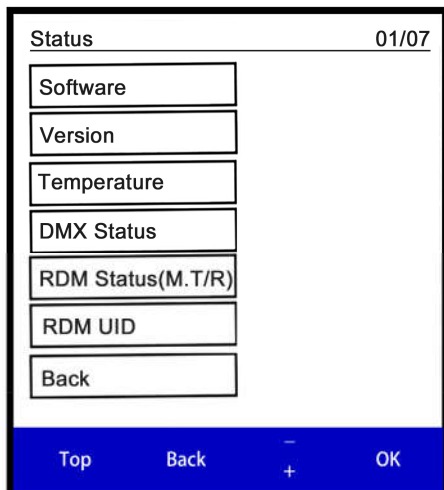 Status 01/07
Software
Version
Temperature
DMX Status
RDM Status(M.T/R)
RDM UID
Back
Top Back − + OK